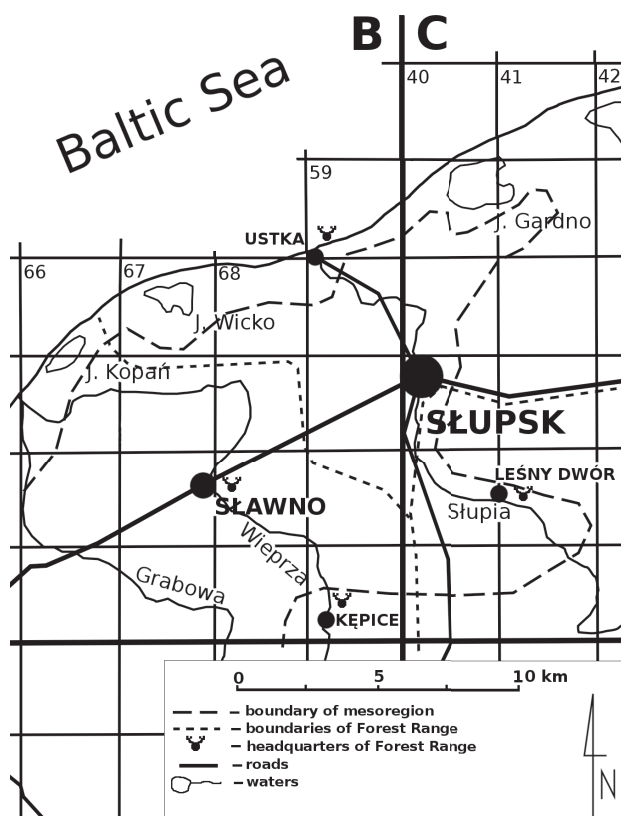 B C
Baltic Sea
40 41 42
59
J. Gardno
USTKA
66 67 68
J. Wicko
J. Kopań
SŁUPSK
LEŚNY DWÓR
SŁAWNO
Słupia
Wieprza
Grabowa
KĘPICE
0 5 10 km
– boundary of mesoregion
– boundaries of Forest Range
– headquarters of Forest Range
– roads
– waters
N